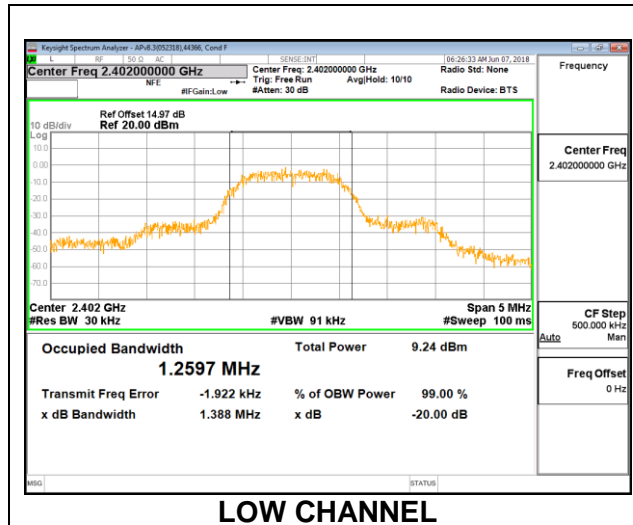 Keysight Spectrum Analyzer - APv8.3(052318),44366, Cond F
L RF 50 Ω AC SENSE:INT 06:26:33 AM Jun 07, 2018
Center Freq 2.402000000 GHz
Center Freq: 2.402000000 GHz
Radio Std: None
Frequency
NFE
Trig: Free Run
Avg|Hold: 10/10
#IFGain:Low
#Atten: 30 dB
Radio Device: BTS
Ref Offset 14.97 dB
10 dB/div
Ref 20.00 dBm
Log
10.0
0.00
-10.0
-20.0
-30.0
-40.0
-50.0
-60.0
-70.0
Center Freq
2.402000000 GHz
Center 2.402 GHz
Span 5 MHz
#Res BW 30 kHz
#VBW 91 kHz
#Sweep 100 ms
CF Step
500.000 kHz
Auto Man
Occupied Bandwidth
Total Power 9.24 dBm
1.2597 MHz
Transmit Freq Error -1.922 kHz
% of OBW Power 99.00 %
x dB Bandwidth 1.388 MHz
x dB -20.00 dB
Freq Offset
0 Hz
MSG
STATUS
LOW CHANNEL